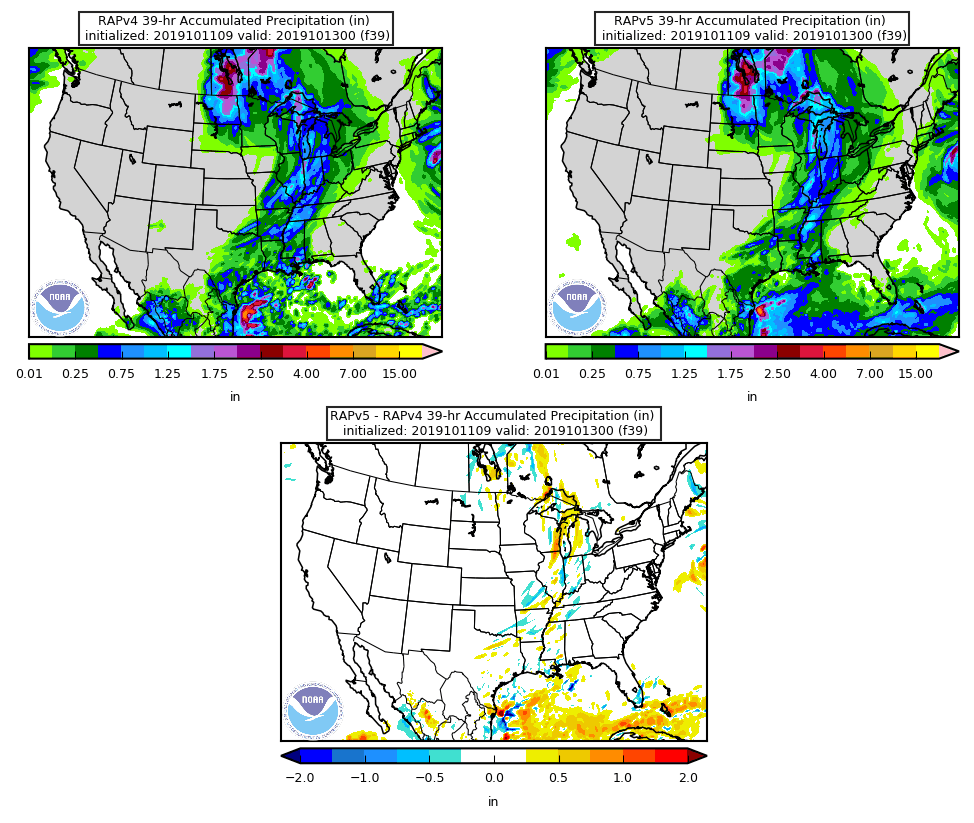 RAPv4 39-hr Accumulated Precipitation (in)
initialized: 2019101109 valid: 2019101300 (f39)
RAPv5 39-hr Accumulated Precipitation (in)
initialized: 2019101109 valid: 2019101300 (f39)
NOAA
NOAA
0.01 0.25 0.75 1.25 1.75 2.50 4.00 7.00 15.00
in
0.01 0.25 0.75 1.25 1.75 2.50 4.00 7.00 15.00
in
RAPv5 - RAPv4 39-hr Accumulated Precipitation (in)
initialized: 2019101109 valid: 2019101300 (f39)
NOAA
−2.0 −1.0 −0.5 0.0 0.5 1.0 2.0
in